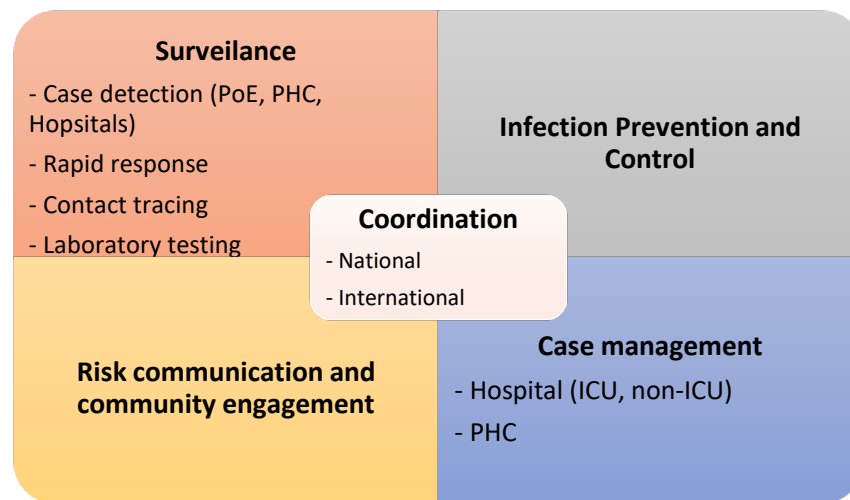 Surveilance
- Case detection (PoE, PHC,
Hopsitals)
- Rapid response
- Contact tracing
- Laboratory testing
Infection Prevention and
Control
Coordination
- National
- International
Risk communication and
community engagement
Case management
- Hospital (ICU, non-ICU)
- PHC